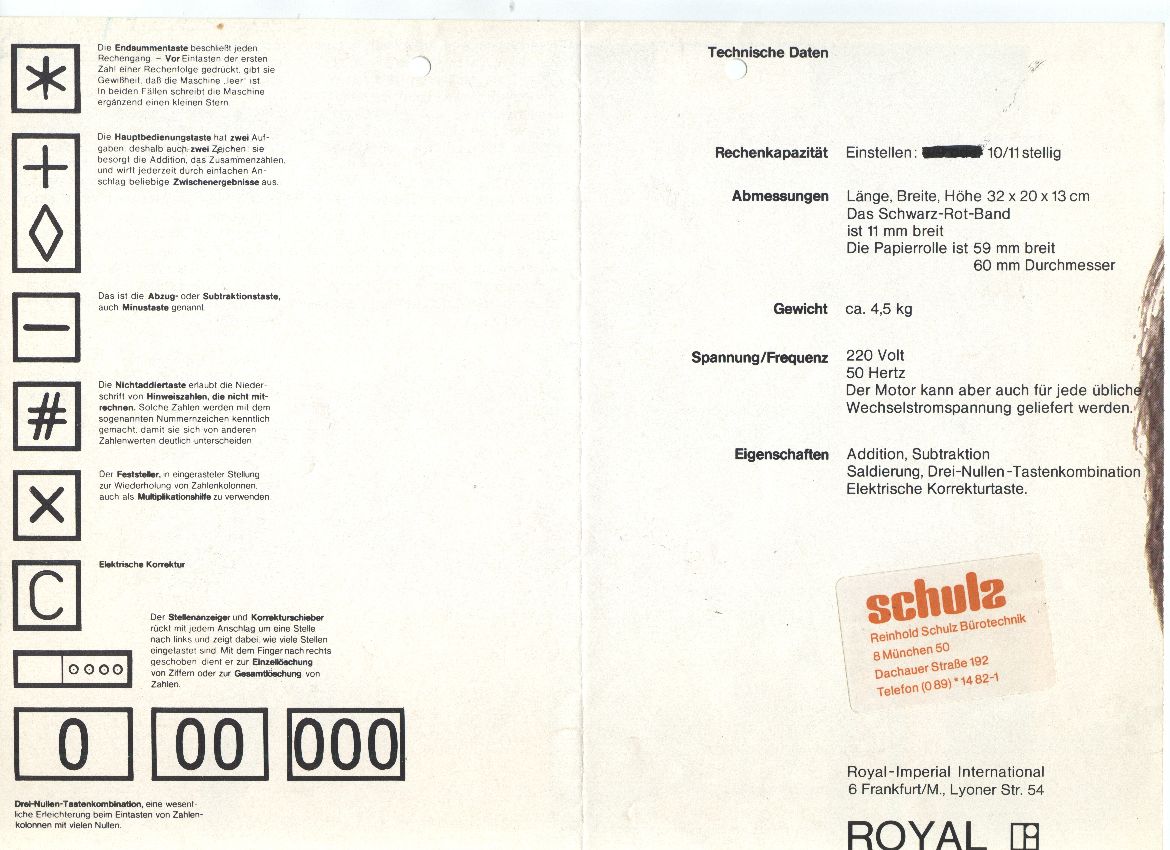 *
Die Endsummentaste beschließt jeden
Rechengang. – Vor Eintasten der ersten
Zahl einer Rechenfolge gedrückt, gibt sie
Gewißheit, daß die Maschine „leer" ist.
In beiden Fällen schreibt die Maschine
ergänzend einen kleinen Stern.
+
◊
Die Hauptbedienungstaste hat zwei Auf-
gaben, deshalb auch zwei Zeichen: sie
besorgt die Addition, das Zusammenzählen,
und wirft jederzeit durch einfachen An-
schlag beliebige Zwischenergebnisse aus.
–
Das ist die Abzug- oder Subtraktionstaste,
auch Minustaste genannt.
#
Die Nichtaddiertaste erlaubt die Nieder-
schrift von Hinweiszahlen, die nicht mit-
rechnen. Solche Zahlen werden mit dem
sogenannten Nummernzeichen kenntlich
gemacht, damit sie sich von anderen
Zahlenwerten deutlich unterscheiden.
×
Der Feststeller, in eingerasteter Stellung
zur Wiederholung von Zahlenkolonnen,
auch als Multiplikationshilfe zu verwenden.
C
Elektrische Korrektur
Der Stellenanzeiger und Korrekturschieber
rückt mit jedem Anschlag um eine Stelle
nach links und zeigt dabei, wie viele Stellen
eingetastet sind. Mit dem Finger nach rechts
geschoben, dient er zur Einzellöschung
von Ziffern oder zur Gesamtlöschung von
Zahlen.
0 00 000
Drei-Nullen-Tastenkombination, eine wesent-
liche Erleichterung beim Eintasten von Zahlen-
kolonnen mit vielen Nullen.
Technische Daten
Rechenkapazität Einstellen: 10/11 stellig
Abmessungen Länge, Breite, Höhe 32 x 20 x 13 cm
Das Schwarz-Rot-Band
ist 11 mm breit
Die Papierrolle ist 59 mm breit
60 mm Durchmesser
Gewicht ca. 4,5 kg
Spannung/Frequenz 220 Volt
50 Hertz
Der Motor kann aber auch für jede übliche
Wechselstromspannung geliefert werden.
Eigenschaften Addition, Subtraktion
Saldierung, Drei-Nullen-Tastenkombination
Elektrische Korrekturtaste.
schulz
Reinhold Schulz Bürotechnik
8 München 50
Dachauer Straße 192
Telefon (0 89) * 14 82-1
Royal-Imperial International
6 Frankfurt/M., Lyoner Str. 54
ROYAL